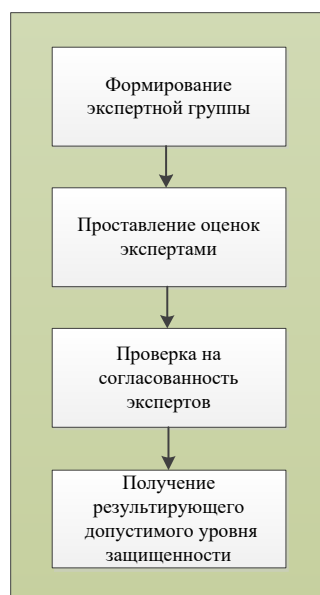 Формирование
экспертной группы
Проставление оценок
экспертами
Проверка на
согласованность
экспертов
Получение
результирующего
допустимого уровня
защищенности